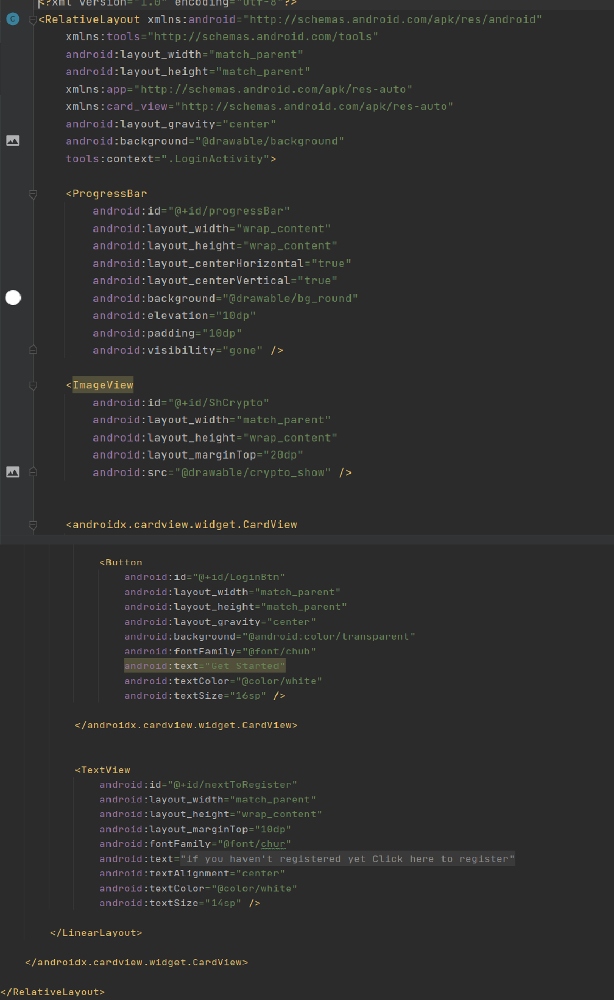 <?xml version="1.0" encoding="utf-8"?>
C
<RelativeLayout xmlns:android="http://schemas.android.com/apk/res/android"
xmlns:tools="http://schemas.android.com/tools"
android:layout_width="match_parent"
android:layout_height="match_parent"
xmlns:app="http://schemas.android.com/apk/res-auto"
xmlns:card_view="http://schemas.android.com/apk/res-auto"
android:layout_gravity="center"
android:background="@drawable/background"
tools:context=".LoginActivity">
<ProgressBar
android:id="@+id/progressBar"
android:layout_width="wrap_content"
android:layout_height="wrap_content"
android:layout_centerHorizontal="true"
android:layout_centerVertical="true"
android:background="@drawable/bg_round"
android:elevation="10dp"
android:padding="10dp"
android:visibility="gone" />
<ImageView
android:id="@+id/ShCrypto"
android:layout_width="match_parent"
android:layout_height="wrap_content"
android:layout_marginTop="20dp"
android:src="@drawable/crypto_show" />
<androidx.cardview.widget.CardView
<Button
android:id="@+id/LoginBtn"
android:layout_width="match_parent"
android:layout_height="match_parent"
android:layout_gravity="center"
android:background="@android:color/transparent"
android:fontFamily="@font/chub"
android:text="Get Started"
android:textColor="@color/white"
android:textSize="16sp" />
</androidx.cardview.widget.CardView>
<TextView
android:id="@+id/nextToRegister"
android:layout_width="match_parent"
android:layout_height="wrap_content"
android:layout_marginTop="10dp"
android:fontFamily="@font/chur"
android:text="if you haven't registered yet Click here to register"
android:textAlignment="center"
android:textColor="@color/white"
android:textSize="14sp" />
</LinearLayout>
</androidx.cardview.widget.CardView>
</RelativeLayout>